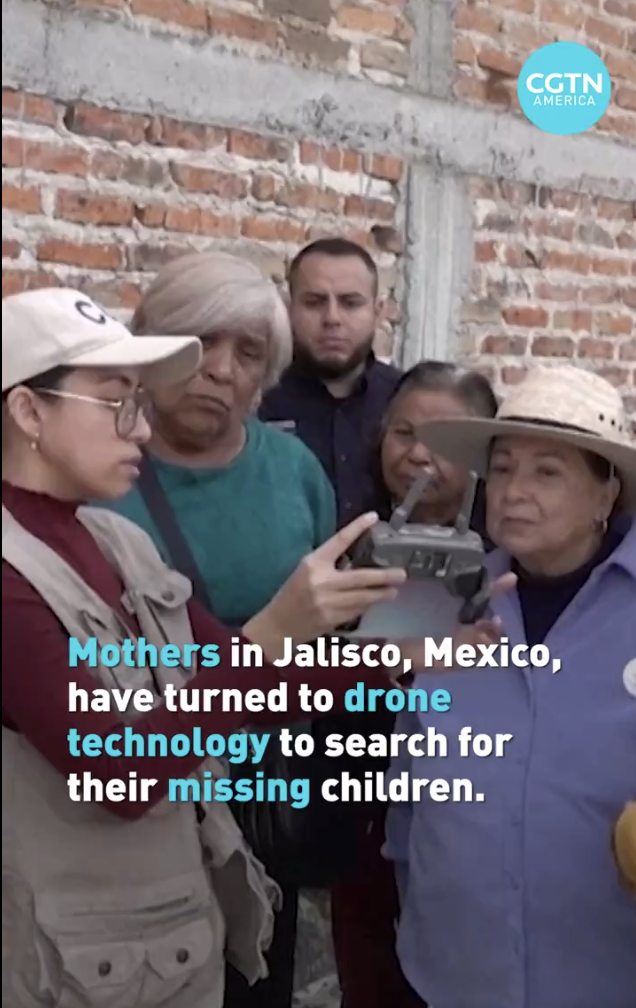 CGTN
AMERICA
Mothers in Jalisco, Mexico,
have turned to drone
technology to search for
their missing children.